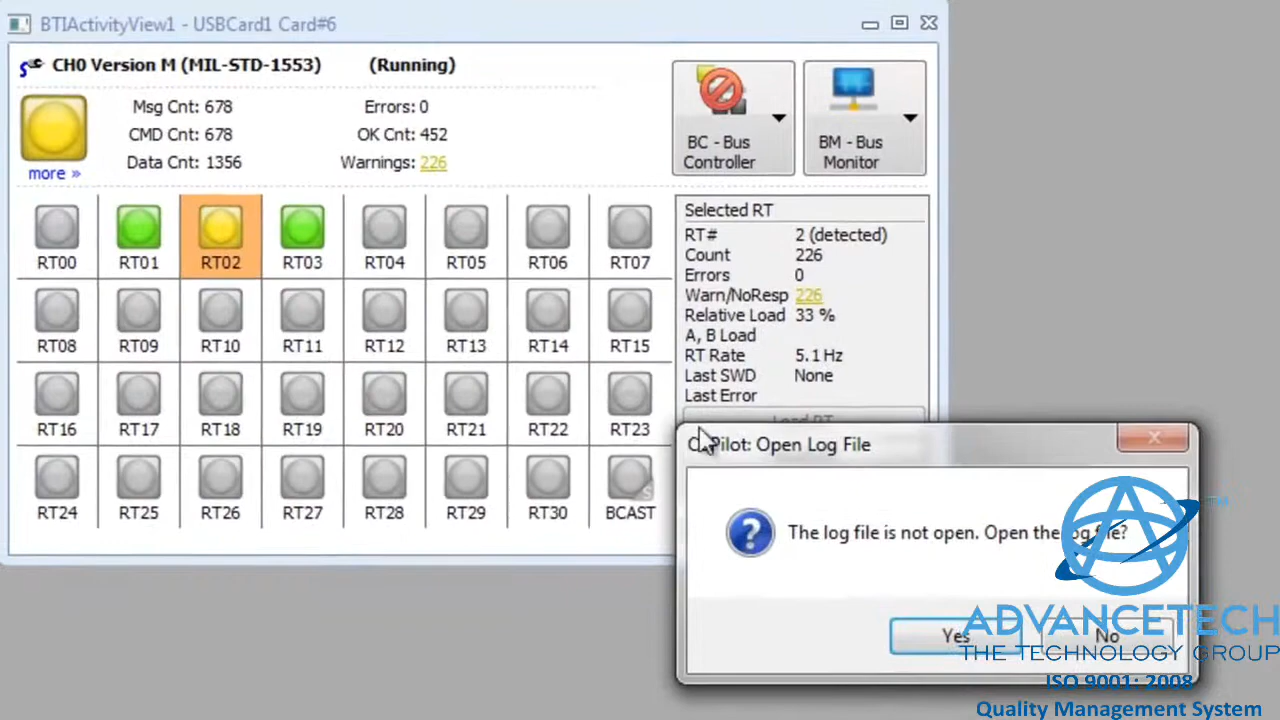 BTIActivityView1 - USBCard1 Card#6
CH0 Version M (MIL-STD-1553) (Running)
Msg Cnt: 678 Errors: 0
CMD Cnt: 678 OK Cnt: 452
Data Cnt: 1356 Warnings: 226
more »
BC - Bus
Controller
BM - Bus
Monitor
RT00 RT01 RT02 RT03 RT04 RT05 RT06 RT07
RT08 RT09 RT10 RT11 RT12 RT13 RT14 RT15
RT16 RT17 RT18 RT19 RT20 RT21 RT22 RT23
RT24 RT25 RT26 RT27 RT28 RT29 RT30 BCAST
Selected RT
RT# 2 (detected)
Count 226
Errors 0
Warn/NoResp 226
Relative Load 33 %
A, B Load
RT Rate 5.1 Hz
Last SWD None
Last Error
CoPilot: Open Log File
The log file is not open. Open the log file?
Yes No
TM
ADVANCETECH
THE TECHNOLOGY GROUP
ISO 9001: 2008
Quality Management System